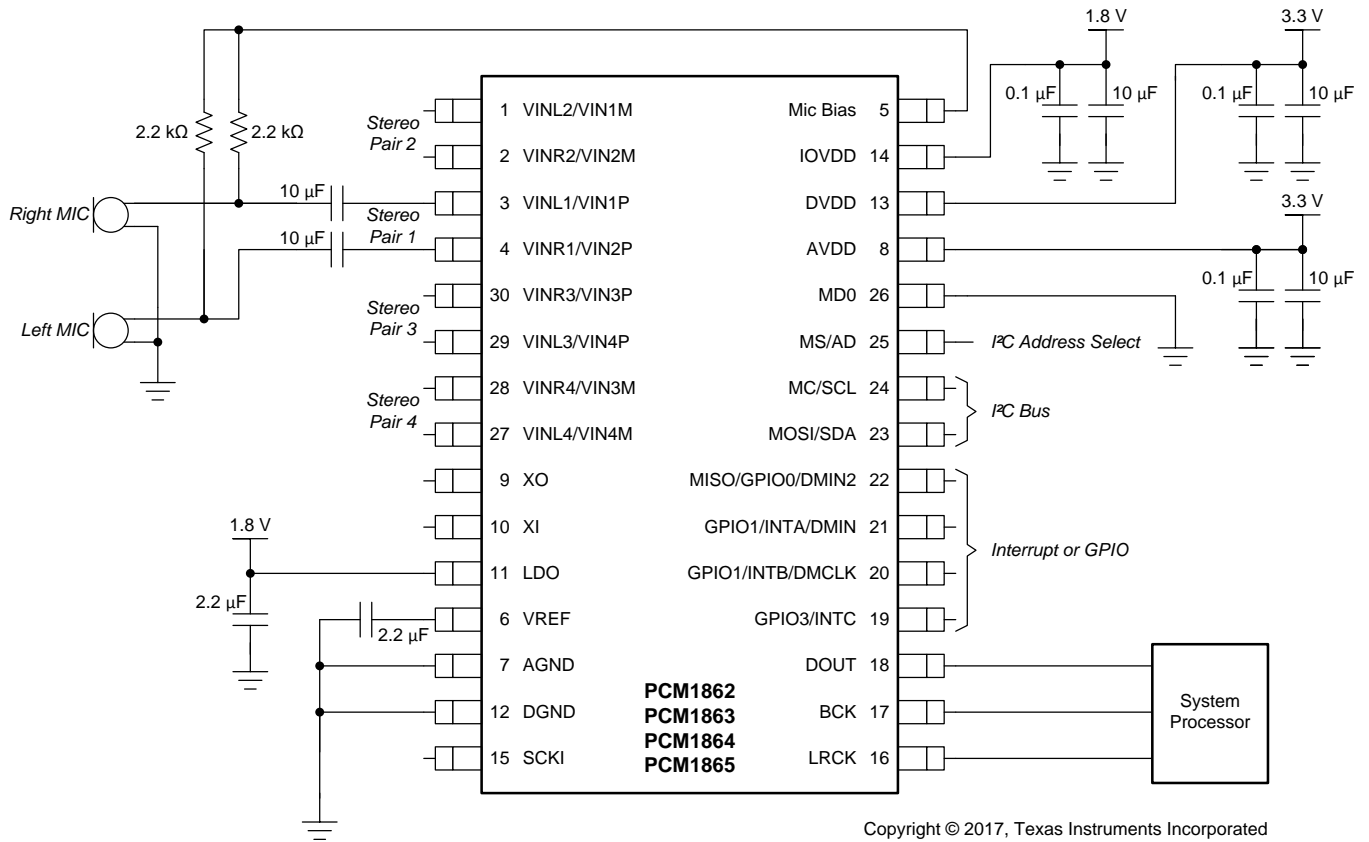 1.8 V
3.3 V
0.1 µF
10 µF
0.1 µF
10 µF
2.2 kΩ
2.2 kΩ
Stereo
Pair 2
1 VINL2/VIN1M
Mic Bias 5
2 VINR2/VIN2M
IOVDD 14
Right MIC
10 µF
Stereo
Pair 1
3 VINL1/VIN1P
DVDD 13
3.3 V
10 µF
4 VINR1/VIN2P
AVDD 8
0.1 µF
10 µF
Left MIC
Stereo
Pair 3
30 VINR3/VIN3P
MD0 26
29 VINL3/VIN4P
MS/AD 25
I²C Address Select
Stereo
Pair 4
28 VINR4/VIN3M
MC/SCL 24
I²C Bus
27 VINL4/VIN4M
MOSI/SDA 23
9 XO
MISO/GPIO0/DMIN2 22
1.8 V
10 XI
GPIO1/INTA/DMIN 21
Interrupt or GPIO
11 LDO
GPIO1/INTB/DMCLK 20
2.2 µF
2.2 µF
6 VREF
GPIO3/INTC 19
7 AGND
DOUT 18
12 DGND
BCK 17
15 SCKI
LRCK 16
PCM1862
PCM1863
PCM1864
PCM1865
System
Processor
Copyright © 2017, Texas Instruments Incorporated